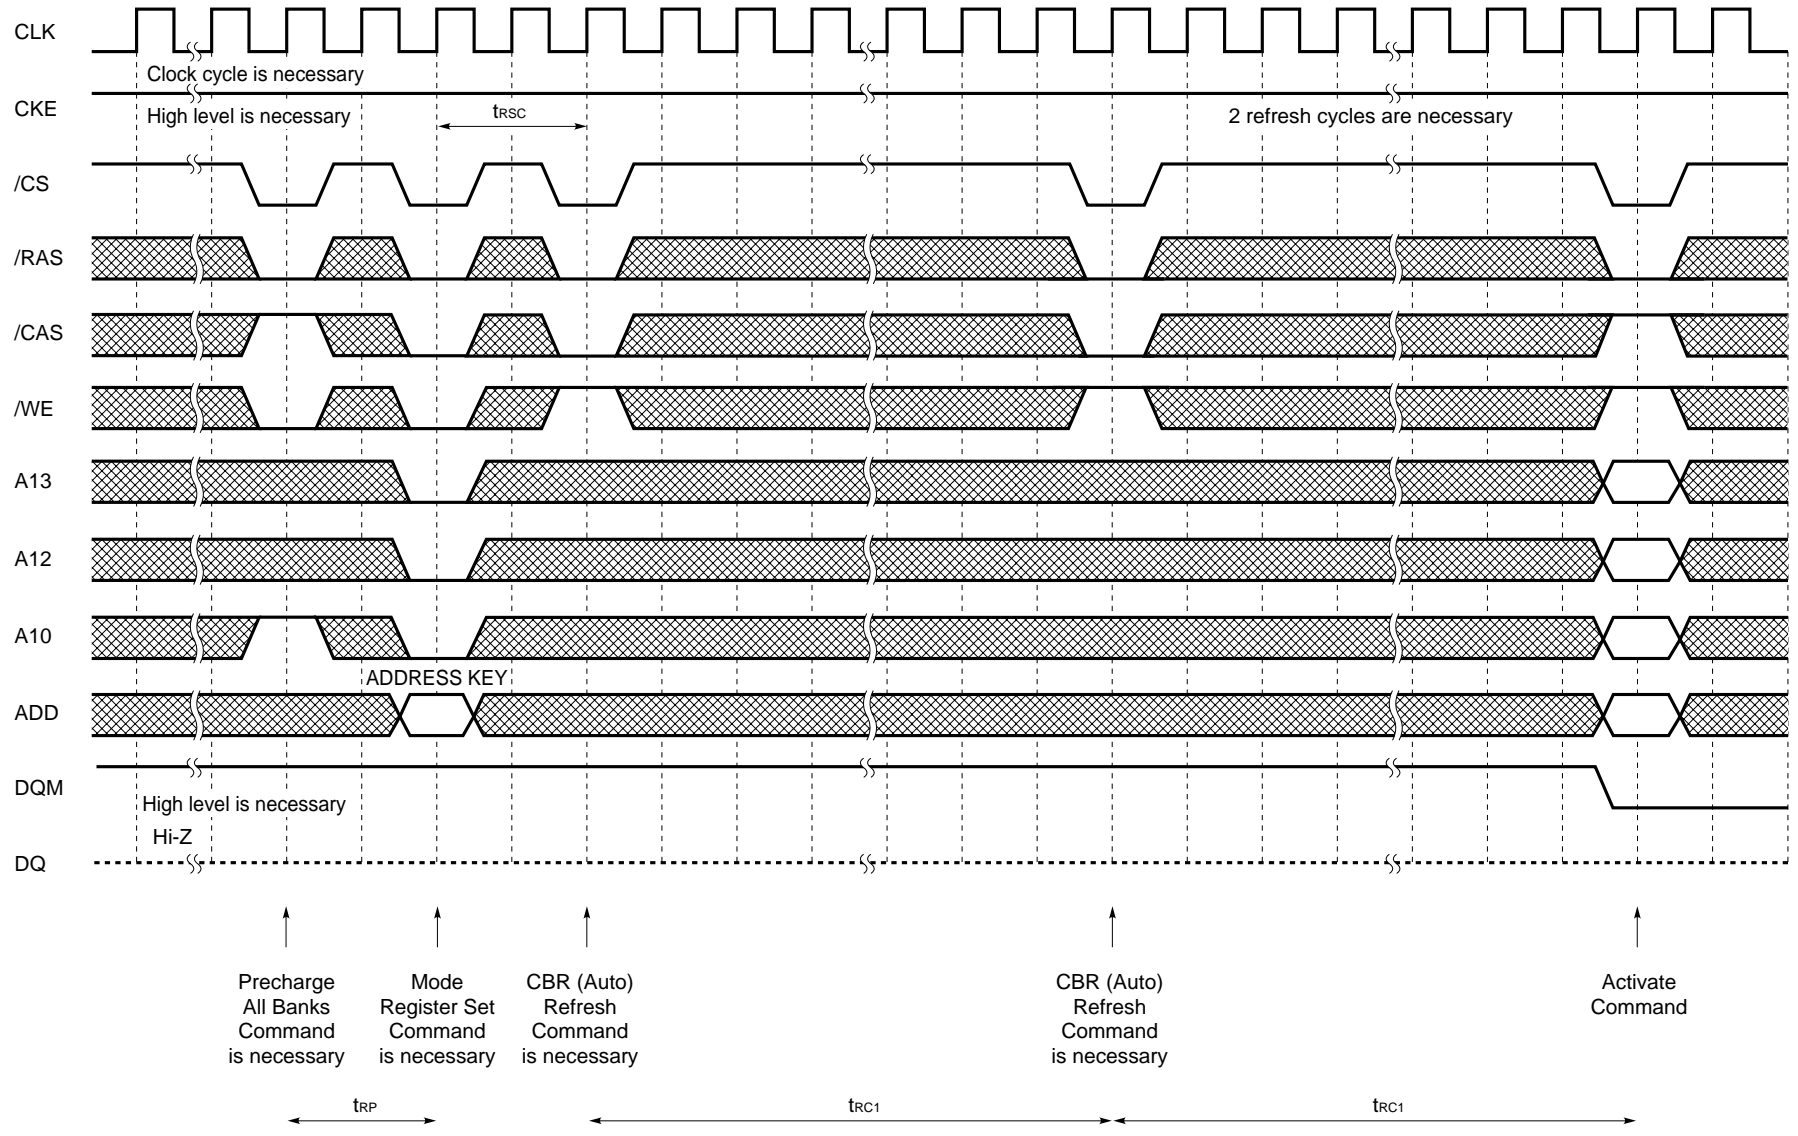 CLK
Clock cycle is necessary
CKE
High level is necessary
tRSC
2 refresh cycles are necessary
/CS
/RAS
/CAS
/WE
A13
A12
A10
ADDRESS KEY
ADD
DQM
High level is necessary
Hi-Z
DQ
Precharge
All Banks
Command
is necessary
Mode
Register Set
Command
is necessary
CBR (Auto)
Refresh
Command
is necessary
CBR (Auto)
Refresh
Command
is necessary
Activate
Command
tRP
tRC1
tRC1